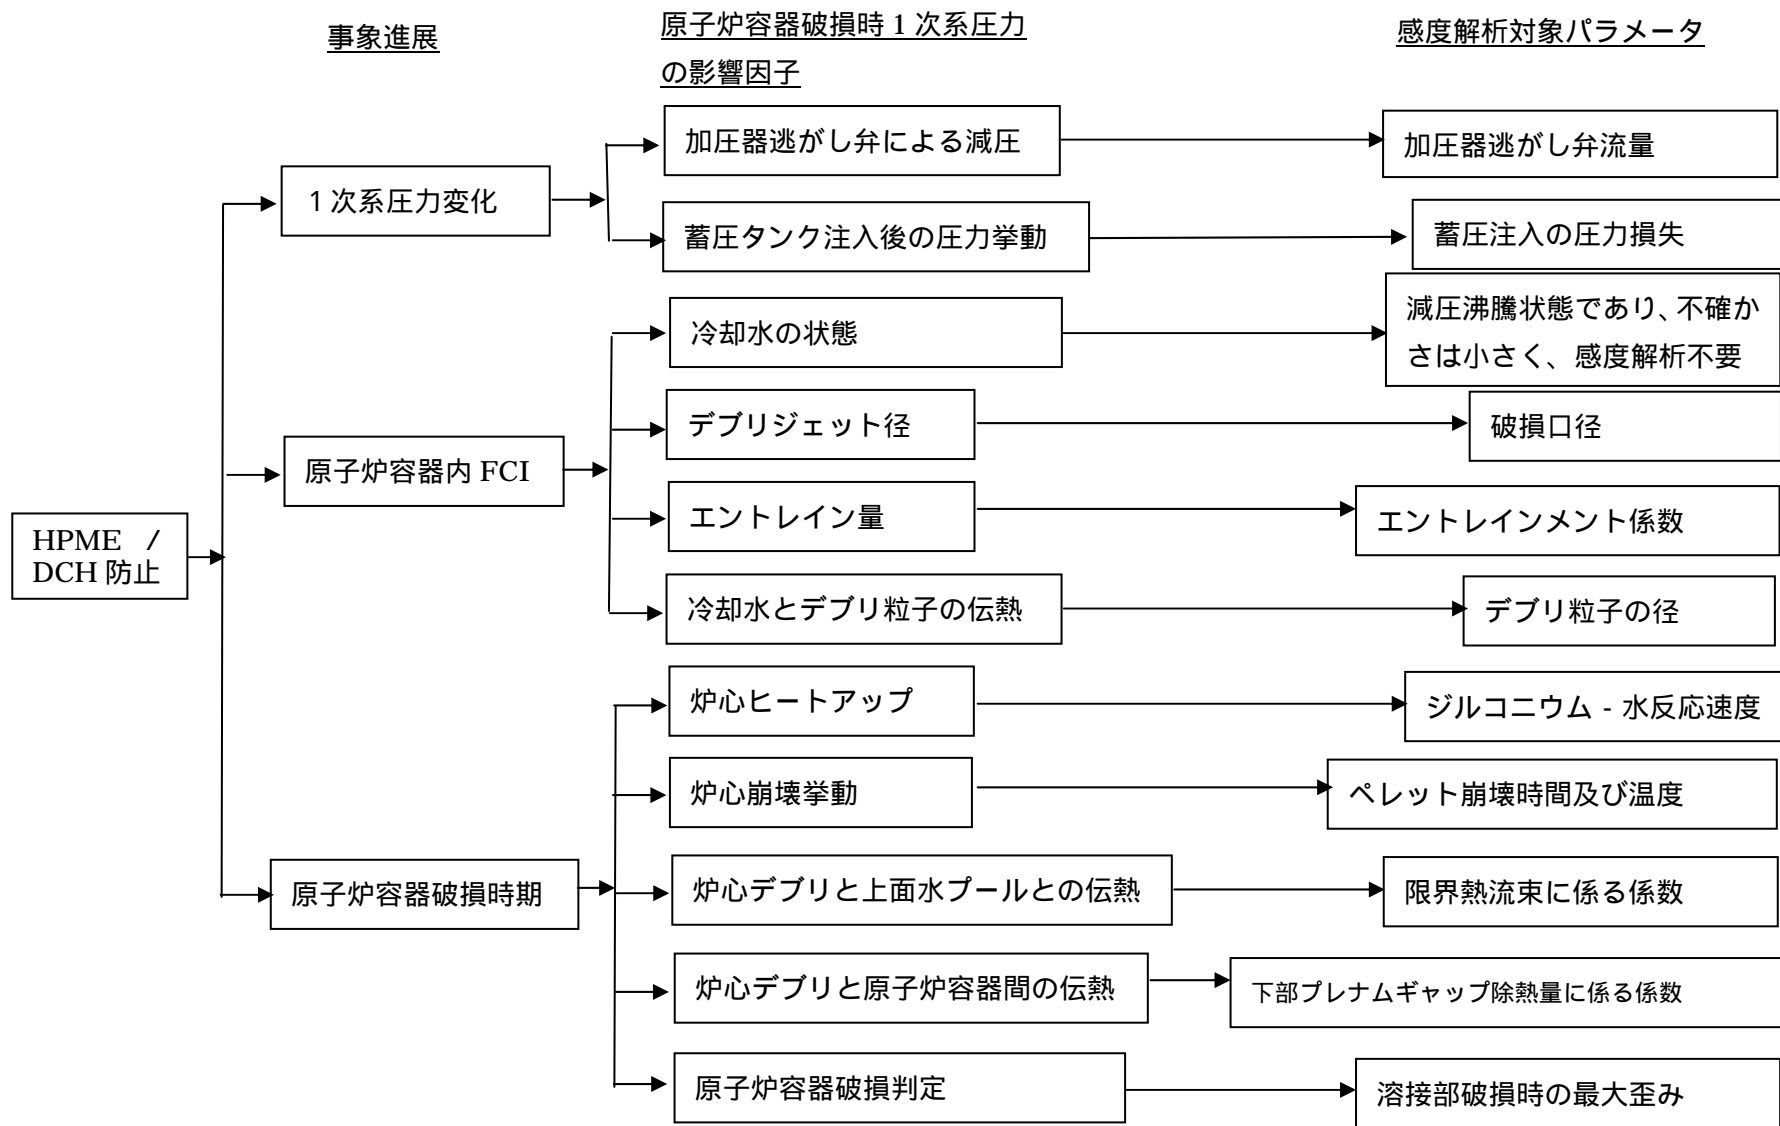 事象進展
原子炉容器破損時1次系圧力
の影響因子
感度解析対象パラメータ
加圧器逃がし弁による減圧
加圧器逃がし弁流量
1次系圧力変化
蓄圧タンク注入後の圧力挙動
蓄圧注入の圧力損失
冷却水の状態
減圧沸騰状態であり、不確か
さは小さく、感度解析不要
デブリジェット径
破損口径
原子炉容器内 FCI
エントレイン量
エントレインメント係数
HPME /
DCH 防止
冷却水とデブリ粒子の伝熱
デブリ粒子の径
炉心ヒートアップ
ジルコニウム - 水反応速度
炉心崩壊挙動
ペレット崩壊時間及び温度
原子炉容器破損時期
炉心デブリと上面水プールとの伝熱
限界熱流束に係る係数
炉心デブリと原子炉容器間の伝熱
下部プレナムギャップ除熱量に係る係数
原子炉容器破損判定
溶接部破損時の最大歪み